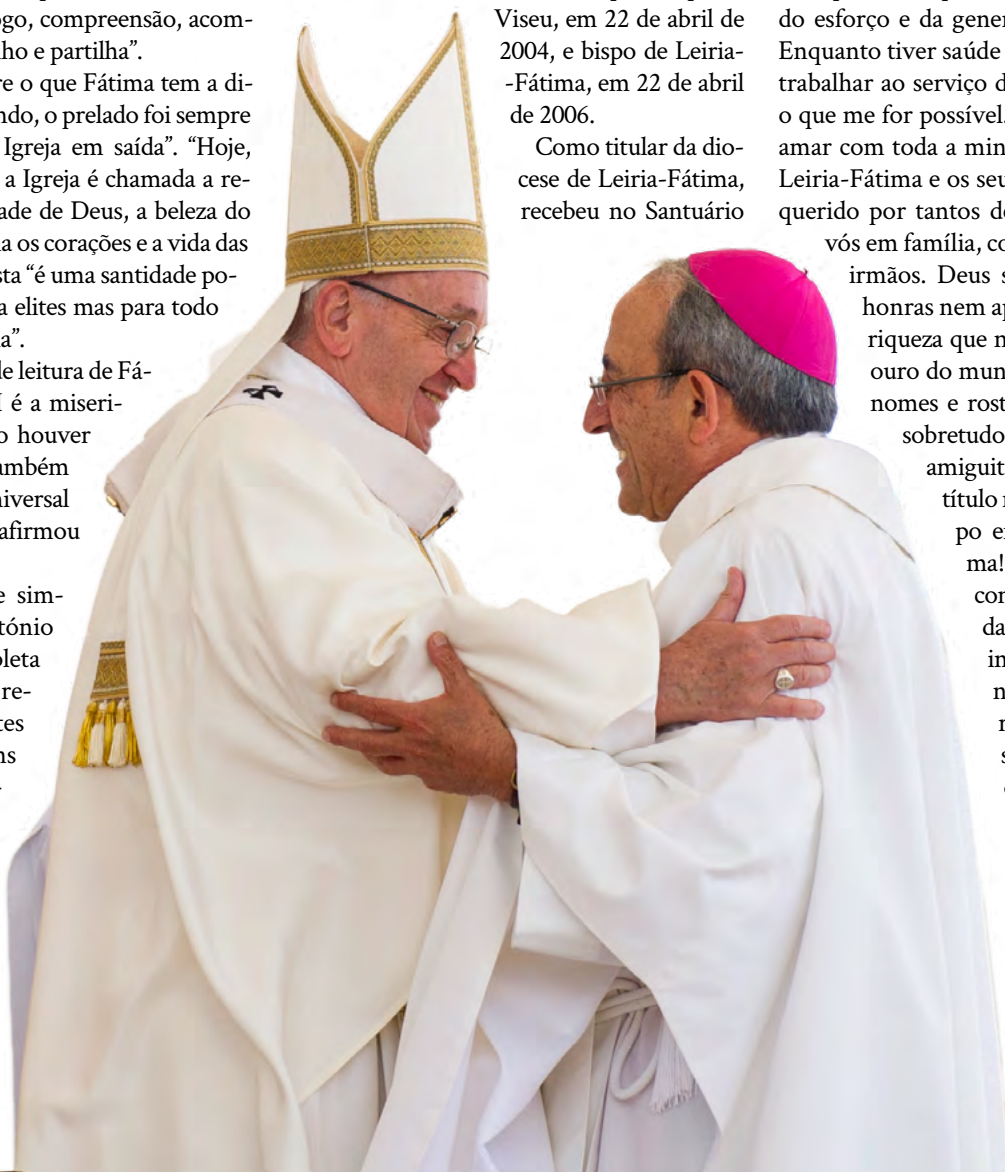 ogo, compreensão, acom-
nho e partilha”.
re o que Fátima tem a di-
ndo, o prelado foi sempre
Igreja em saída”. “Hoje,
a Igreja é chamada a re-
ade de Deus, a beleza do
a os corações e a vida das
sta “é uma santidade po-
a elites mas para todo
a”.
de leitura de Fá-
I é a miseri-
o houver
ambém
niversal
afirmou
e sim-
tónio
pleta
re-
tes
ns
Viseu, em 22 de abril de
2004, e bispo de Leiria-
-Fátima, em 22 de abril
de 2006.
Como titular da dio-
cese de Leiria-Fátima,
recebeu no Santuário
do esforço e da gener
Enquanto tiver saúde
trabalhar ao serviço d
o que me for possível.
amar com toda a min
Leiria-Fátima e os seu
querido por tantos de
vós em família, co
irmãos. Deus s
honras nem ap
riqueza que n
ouro do mun
nomes e rost
sobretudo
amiguit
título
po e
ma!
con
da
in
n